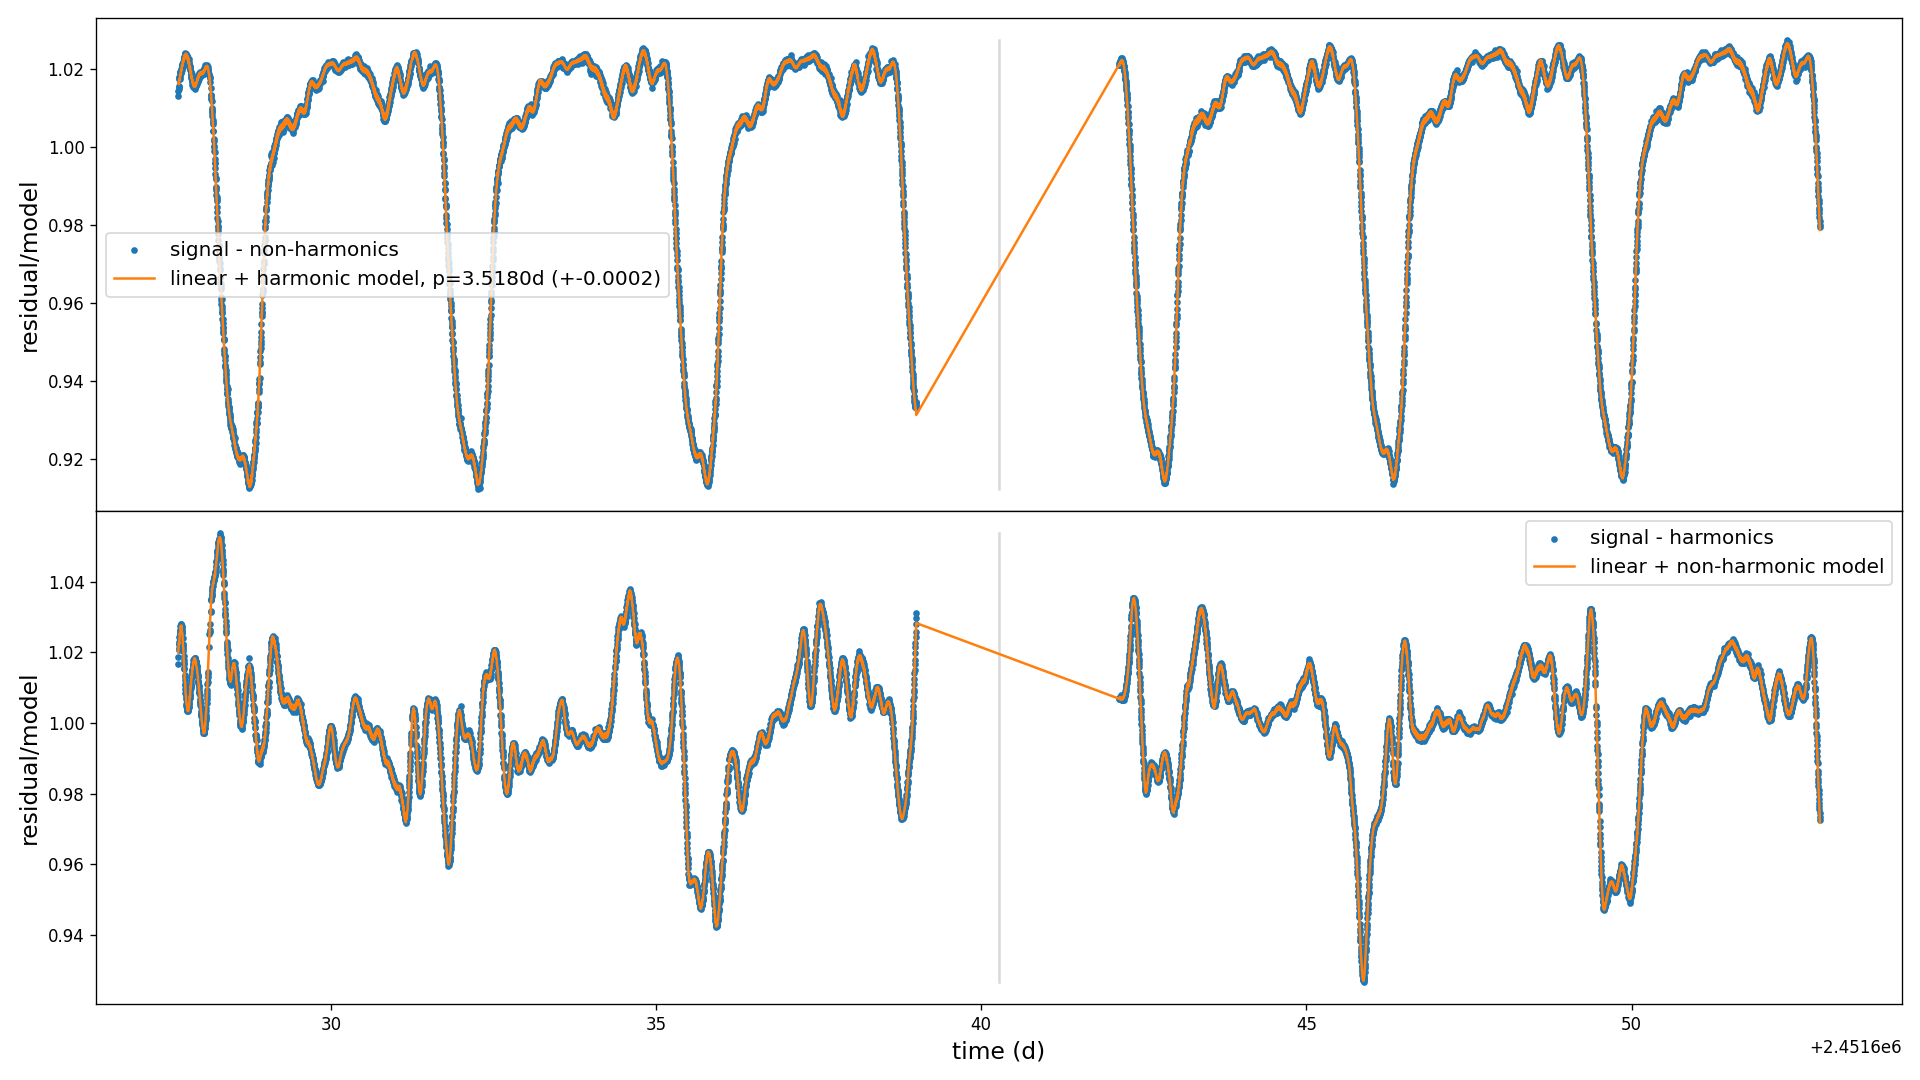 1.02
1.00
0.98
0.96
0.94
0.92
residual/model
signal - non-harmonics
linear + harmonic model, p=3.5180d (+-0.0002)
1.04
1.02
1.00
0.98
0.96
0.94
residual/model
signal - harmonics
linear + non-harmonic model
30
35
40
45
50
time (d)
+2.4516e6